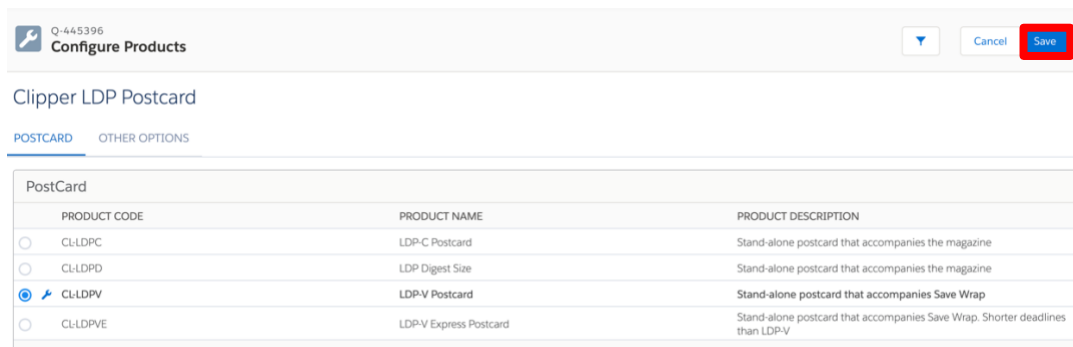 Q-445396
Configure Products
Cancel
Save
Clipper LDP Postcard
POSTCARD OTHER OPTIONS
PostCard
PRODUCT CODE PRODUCT NAME PRODUCT DESCRIPTION
CL-LDPC LDP-C Postcard Stand-alone postcard that accompanies the magazine
CL-LDPD LDP Digest Size Stand-alone postcard that accompanies the magazine
CL-LDPV LDP-V Postcard Stand-alone postcard that accompanies Save Wrap
CL-LDPVE LDP-V Express Postcard Stand-alone postcard that accompanies Save Wrap. Shorter deadlines
than LDP-V